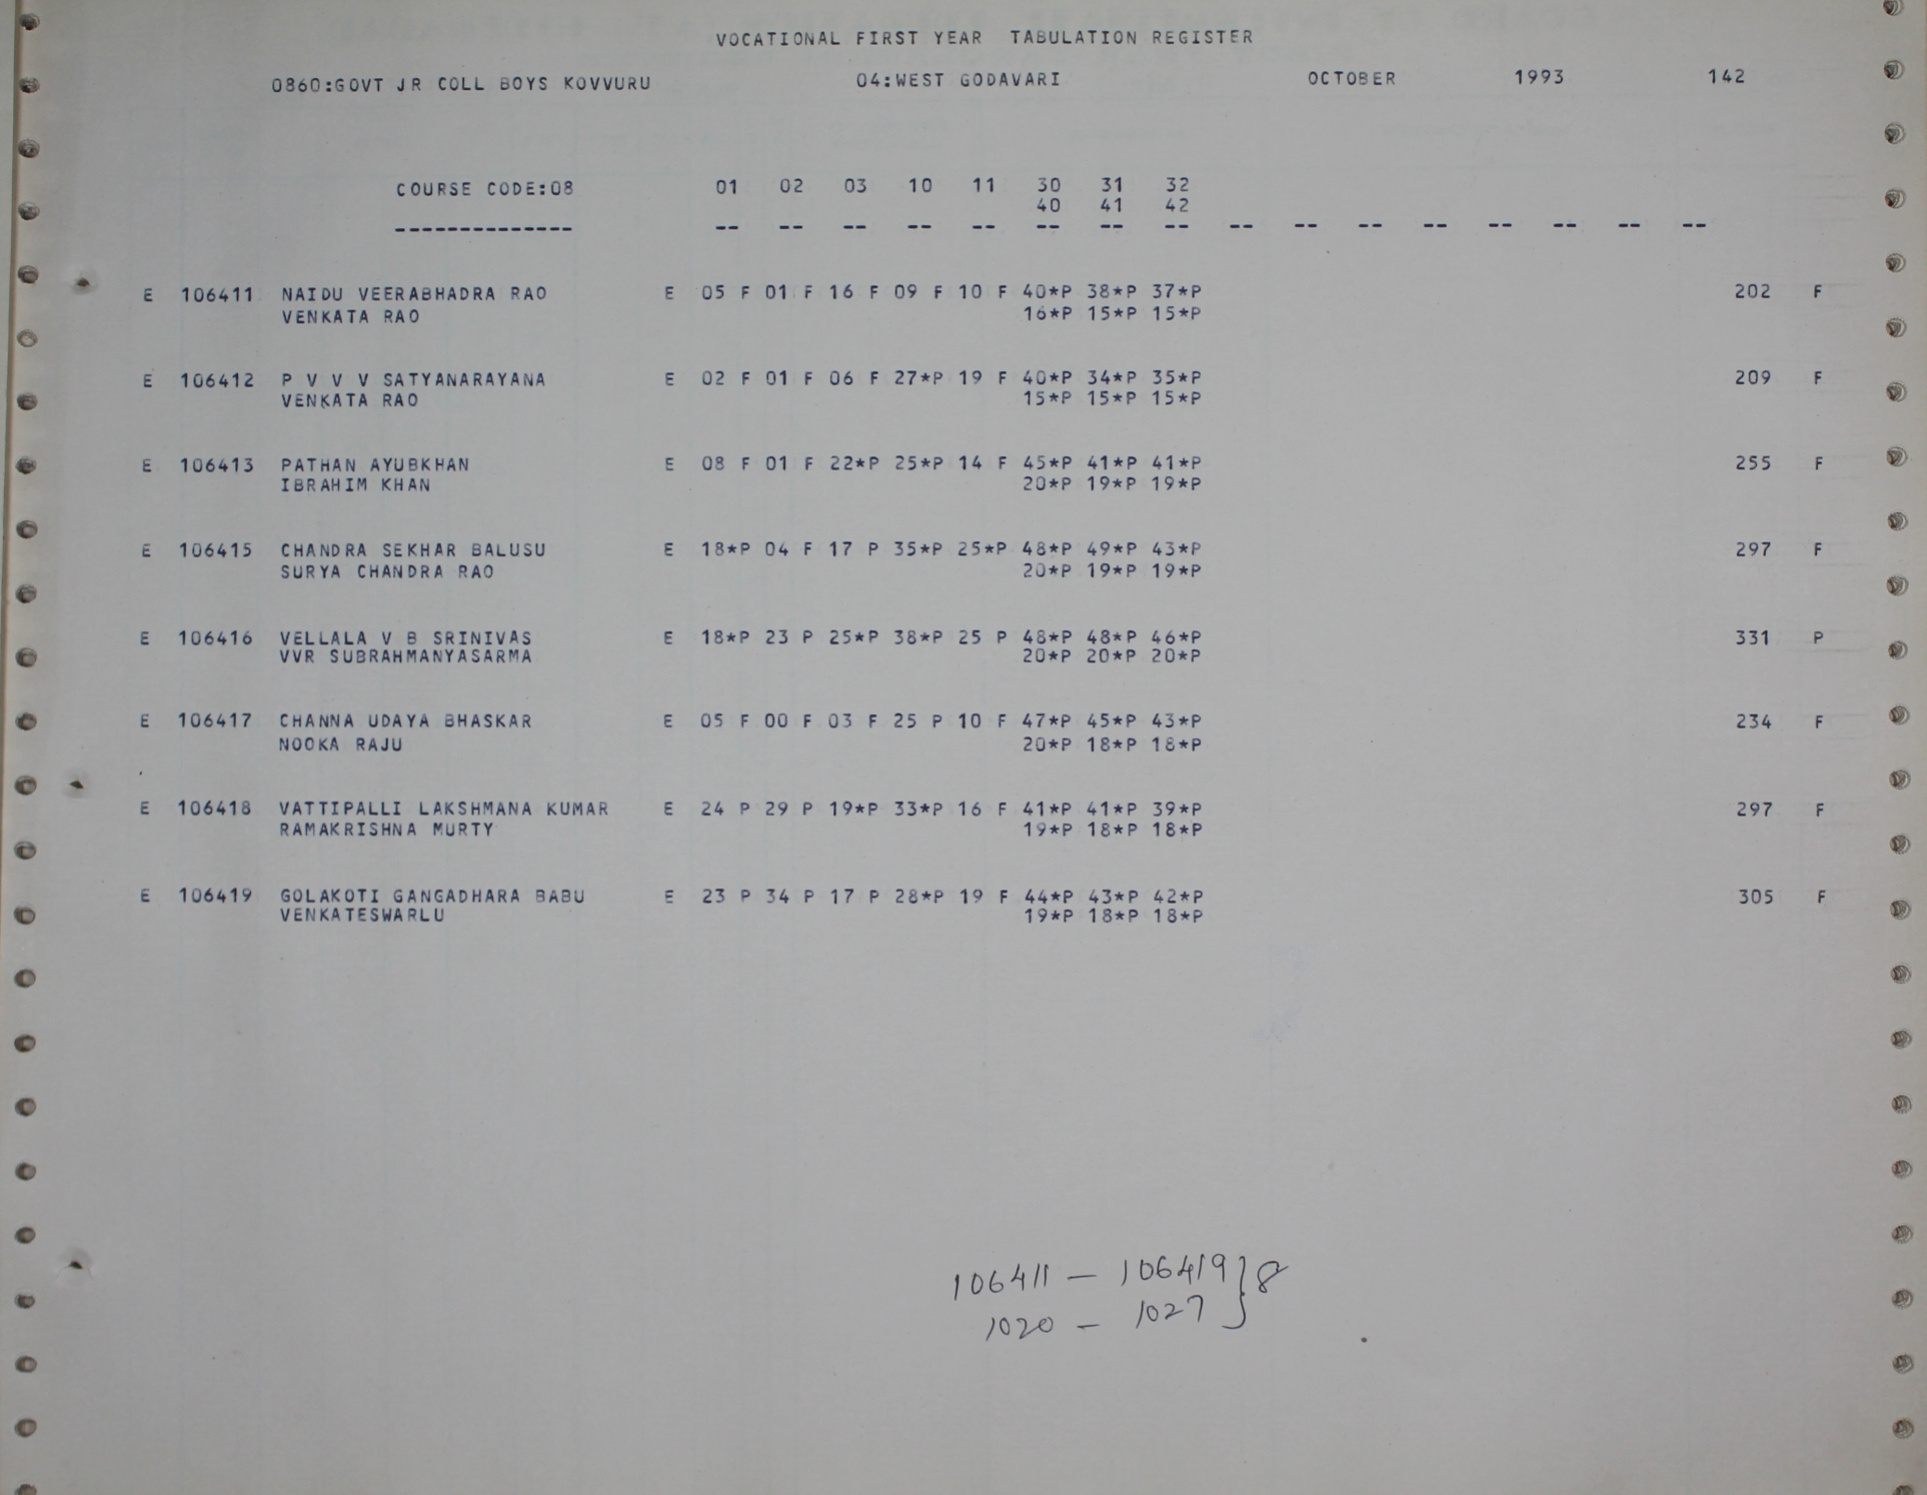 VOCATIONAL FIRST YEAR TABULATION REGISTER
0860:GOVT JR COLL BOYS KOVVURU 04:WEST GODAVARI OCTOBER 1993 142
COURSE CODE:08 01 02 03 10 11 30 31 32
40 41 42
-------------- -- -- -- -- -- -- -- -- -- -- -- -- -- -- -- --
E 106411 NAIDU VEERABHADRA RAO E 05 F 01 F 16 F 09 F 10 F 40*P 38*P 37*P 202 F
VENKATA RAO 16*P 15*P 15*P
E 106412 P V V V SATYANARAYANA E 02 F 01 F 06 F 27*P 19 F 40*P 34*P 35*P 209 F
VENKATA RAO 15*P 15*P 15*P
E 106413 PATHAN AYUBKHAN E 08 F 01 F 22*P 25*P 14 F 45*P 41*P 41*P 255 F
IBRAHIM KHAN 20*P 19*P 19*P
E 106415 CHANDRA SEKHAR BALUSU E 18*P 04 F 17 P 35*P 25*P 48*P 49*P 43*P 297 F
SURYA CHANDRA RAO 20*P 19*P 19*P
E 106416 VELLALA V B SRINIVAS E 18*P 23 P 25*P 38*P 25 P 48*P 48*P 46*P 331 P
VVR SUBRAHMANYASARMA 20*P 20*P 20*P
E 106417 CHANNA UDAYA BHASKAR E 05 F 00 F 03 F 25 P 10 F 47*P 45*P 43*P 234 F
NOOKA RAJU 20*P 18*P 18*P
E 106418 VATTIPALLI LAKSHMANA KUMAR E 24 P 29 P 19*P 33*P 16 F 41*P 41*P 39*P 297 F
RAMAKRISHNA MURTY 19*P 18*P 18*P
E 106419 GOLAKOTI GANGADHARA BABU E 23 P 34 P 17 P 28*P 19 F 44*P 43*P 42*P 305 F
VENKATESWARLU 19*P 18*P 18*P
106411 — 106419 } 8
1020 — 1027